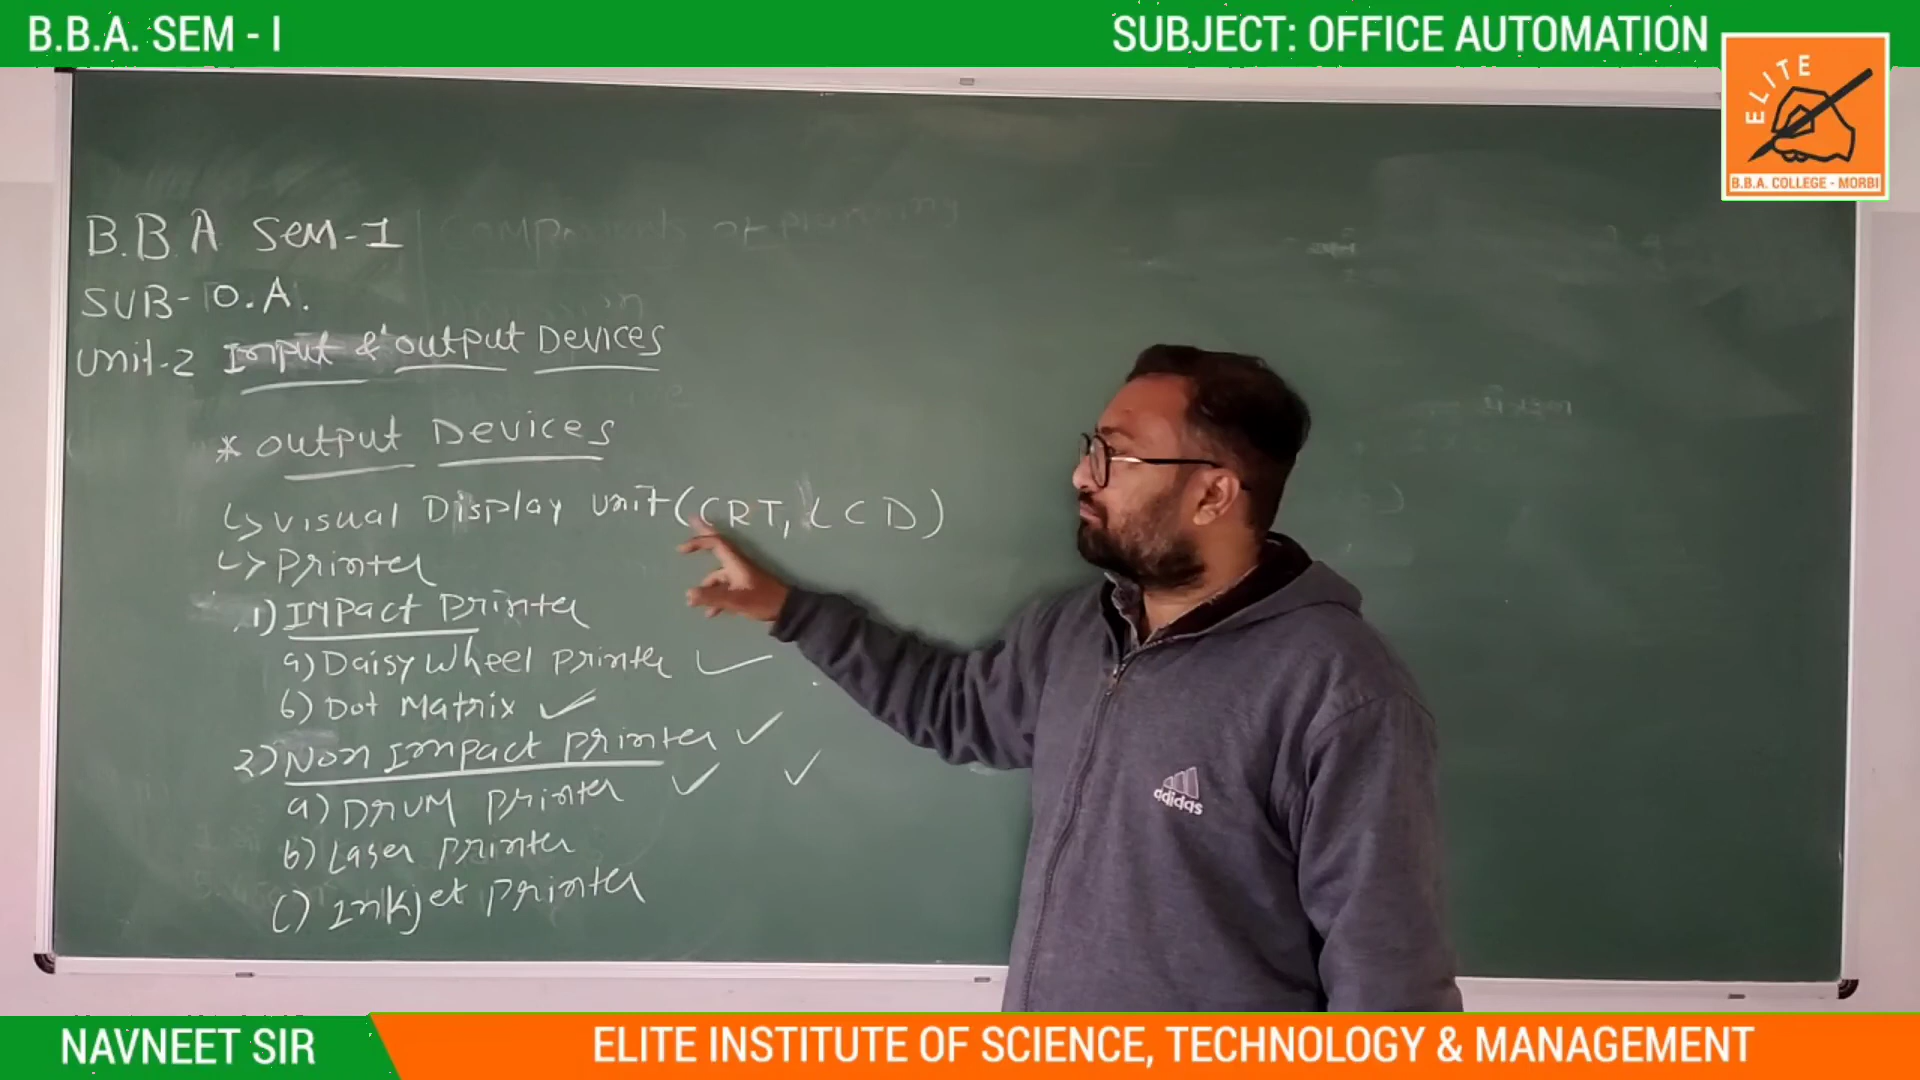 B.B.A. SEM - I
SUBJECT: OFFICE AUTOMATION
ELITE
B.B.A. COLLEGE - MORBI
B.B A Sem-1
SUB- O.A.
Unit-2 Input & output Devices
* Output Devices
↳ Visual Display Unit (CRT, LCD)
↳ Printer
1) Impact Printer
a) Daisy Wheel Printer ✓
b) Dot Matrix ✓
2) Non Impact Printer ✓
a) Drum Printer ✓ ✓
b) Laser Printer
c) Inkjet Printer
adidas
NAVNEET SIR
ELITE INSTITUTE OF SCIENCE, TECHNOLOGY & MANAGEMENT